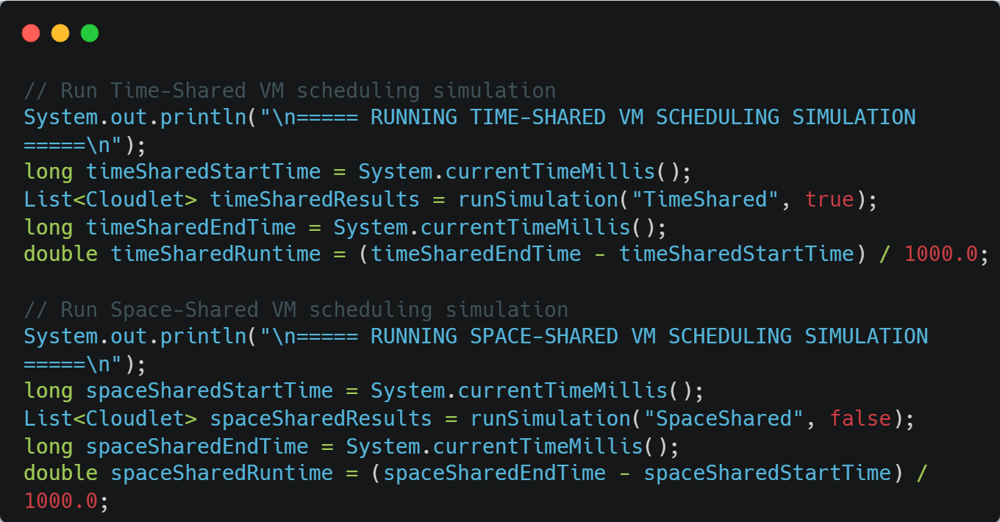 // Run Time-Shared VM scheduling simulation
System.out.println("\n===== RUNNING TIME-SHARED VM SCHEDULING SIMULATION
=====\n");
long timeSharedStartTime = System.currentTimeMillis();
List<Cloudlet> timeSharedResults = runSimulation("TimeShared", true);
long timeSharedEndTime = System.currentTimeMillis();
double timeSharedRuntime = (timeSharedEndTime - timeSharedStartTime) / 1000.0;

// Run Space-Shared VM scheduling simulation
System.out.println("\n===== RUNNING SPACE-SHARED VM SCHEDULING SIMULATION
=====\n");
long spaceSharedStartTime = System.currentTimeMillis();
List<Cloudlet> spaceSharedResults = runSimulation("SpaceShared", false);
long spaceSharedEndTime = System.currentTimeMillis();
double spaceSharedRuntime = (spaceSharedEndTime - spaceSharedStartTime) /
1000.0;